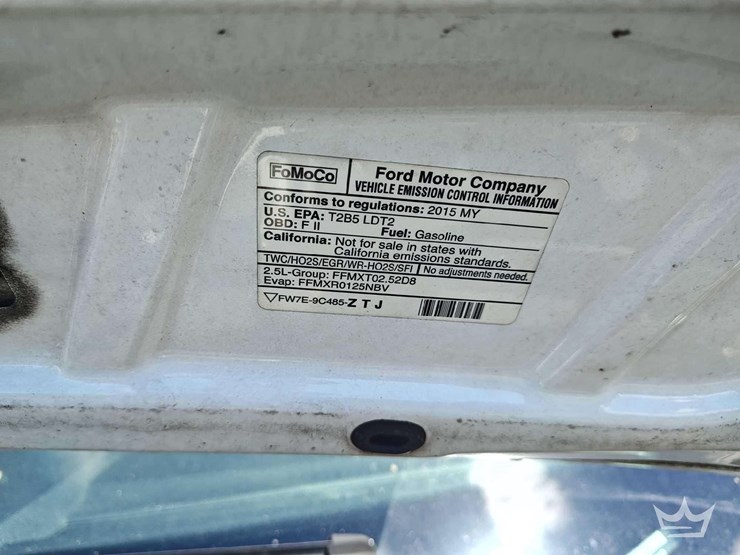 FoMoCo
Ford Motor Company
VEHICLE EMISSION CONTROL INFORMATION
Conforms to regulations: 2015 MY
U.S. EPA: T2B5 LDT2
OBD: F II Fuel: Gasoline
California: Not for sale in states with
California emissions standards.
TWC/HO2S/EGR/WR-HO2S/SFI No adjustments needed.
2.5L-Group: FFMXT02.52D8
Evap: FFMXR0125NBV
FW7E-9C485-ZTJ